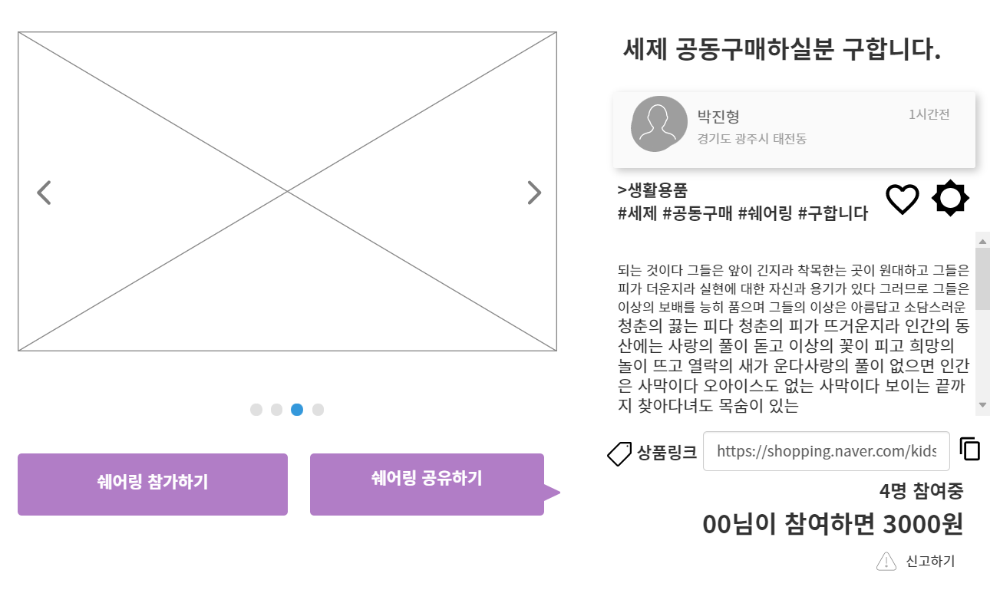 세제 공동구매하실분 구합니다.
박진형
1시간전
경기도 광주시 태전동
>생활용품
#세제 #공동구매 #쉐어링 #구합니다
되는 것이다 그들은 앞이 긴지라 착목한는 곳이 원대하고 그들은
피가 더운지라 실현에 대한 자신과 용기가 있다 그러므로 그들은
이상의 보배를 능히 품으며 그들의 이상은 아름답고 소담스러운
청춘의 끓는 피다 청춘의 피가 뜨거운지라 인간의 동
산에는 사랑의 풀이 돋고 이상의 꽃이 피고 희망의
놀이 뜨고 열락의 새가 운다사랑의 풀이 없으면 인간
은 사막이다 오아이스도 없는 사막이다 보이는 끝까
지 찾아다녀도 목숨이 있는
쉐어링 참가하기
쉐어링 공유하기
상품링크
https://shopping.naver.com/kids
4명 참여중
00님이 참여하면 3000원
신고하기